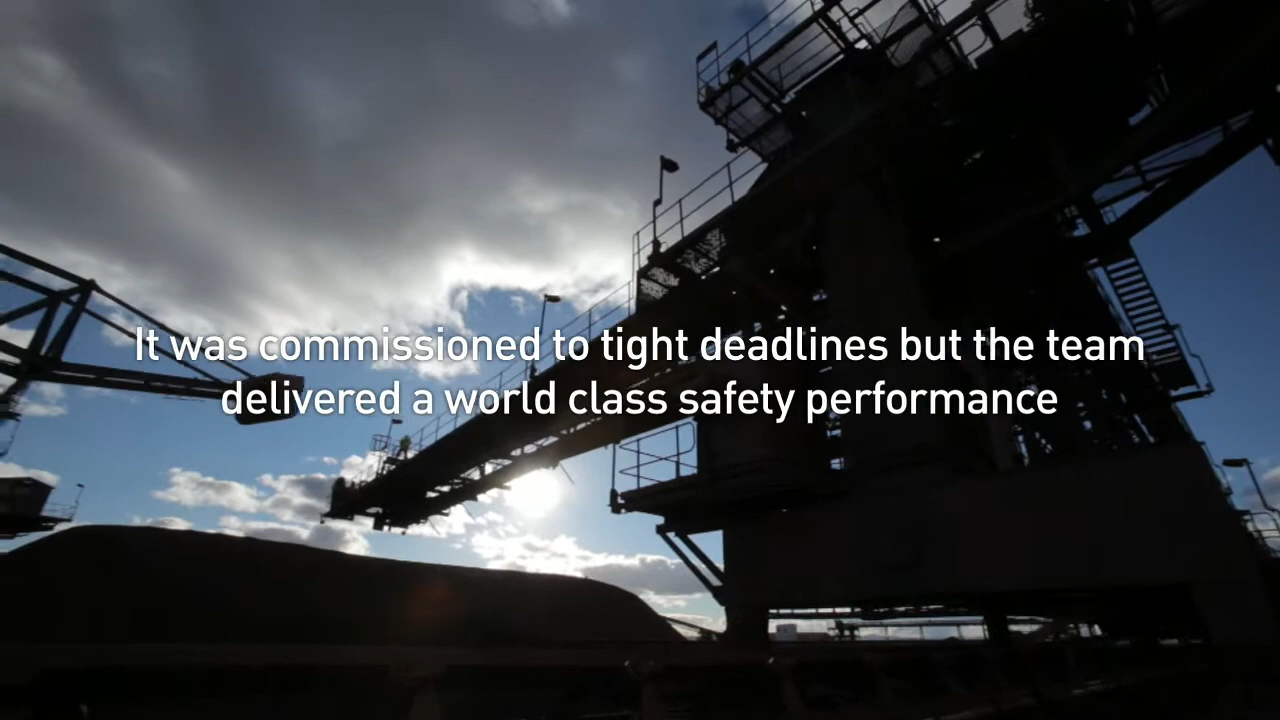 It was commissioned to tight deadlines but the team
delivered a world class safety performance